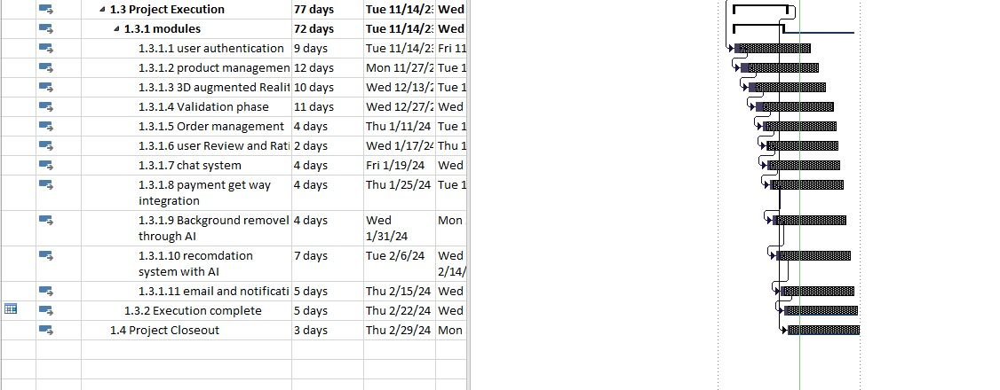 1.3 Project Execution 77 days Tue 11/14/23 Wed
1.3.1 modules 72 days Tue 11/14/23 Wed
1.3.1.1 user authentication 9 days Tue 11/14/23 Fri 11
1.3.1.2 product managemen 12 days Mon 11/27/2 Tue 1
1.3.1.3 3D augmented Realit 10 days Wed 12/13/2 Tue 1
1.3.1.4 Validation phase 11 days Wed 12/27/2 Wed
1.3.1.5 Order management 4 days Thu 1/11/24 Tue 1
1.3.1.6 user Review and Rati 2 days Wed 1/17/24 Thu 1
1.3.1.7 chat system 4 days Fri 1/19/24 Wed
1.3.1.8 payment get way 4 days Thu 1/25/24 Tue 1
integration
1.3.1.9 Background removel 4 days Wed Mon
through AI 1/31/24
1.3.1.10 recomdation 7 days Tue 2/6/24 Wed
system with AI 2/14/
1.3.1.11 email and notificati 5 days Thu 2/15/24 Wed
1.3.2 Execution complete 5 days Thu 2/22/24 Wed
1.4 Project Closeout 3 days Thu 2/29/24 Mon